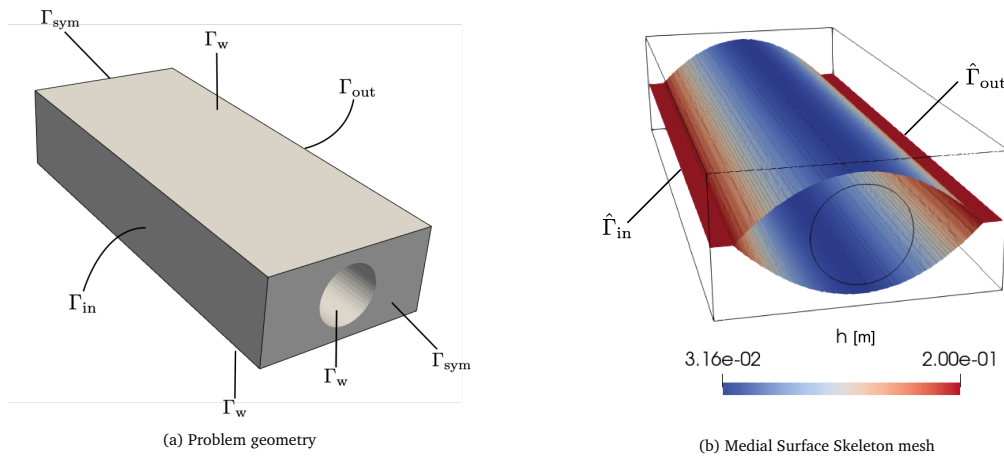 Γsym
Γw
Γout
Γin
Γsym
Γw
Γw
(a) Problem geometry
Γ̂out
Γ̂in
h [m]
3.16e-02 2.00e-01
(b) Medial Surface Skeleton mesh